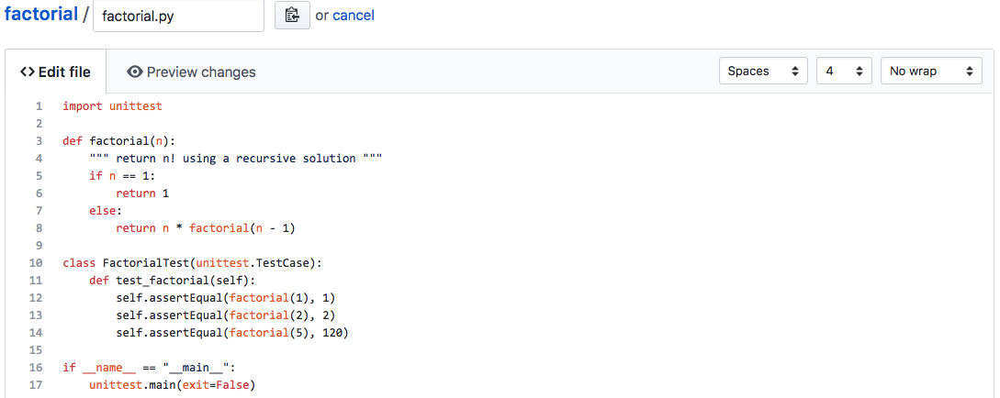 factorial / factorial.py or cancel
<> Edit file Preview changes Spaces 4 No wrap
1 import unittest
2
3 def factorial(n):
4     """ return n! using a recursive solution """
5     if n == 1:
6         return 1
7     else:
8         return n * factorial(n - 1)
9
10 class FactorialTest(unittest.TestCase):
11     def test_factorial(self):
12         self.assertEqual(factorial(1), 1)
13         self.assertEqual(factorial(2), 2)
14         self.assertEqual(factorial(5), 120)
15
16 if __name__ == "__main__":
17     unittest.main(exit=False)